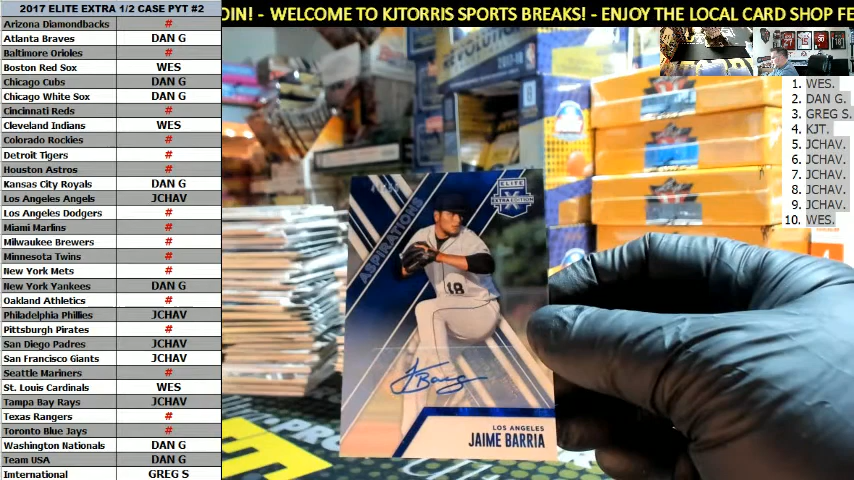 2017 ELITE EXTRA 1/2 CASE PYT #2
Arizona Diamondbacks #
Atlanta Braves DAN G
Baltimore Orioles #
Boston Red Sox WES
Chicago Cubs DAN G
Chicago White Sox DAN G
Cincinnati Reds #
Cleveland Indians WES
Colorado Rockies #
Detroit Tigers #
Houston Astros #
Kansas City Royals DAN G
Los Angeles Angels JCHAV
Los Angeles Dodgers #
Miami Marlins #
Milwaukee Brewers #
Minnesota Twins #
New York Mets #
New York Yankees DAN G
Oakland Athletics #
Philadelphia Phillies JCHAV
Pittsburgh Pirates #
San Diego Padres JCHAV
San Francisco Giants JCHAV
Seattle Mariners #
St. Louis Cardinals WES
Tampa Bay Rays JCHAV
Texas Rangers #
Toronto Blue Jays #
Washington Nationals DAN G
Team USA DAN G
International GREG S
OIN! - WELCOME TO KJTORRIS SPORTS BREAKS! - ENJOY THE LOCAL CARD SHOP FE
1. WES.
2. DAN G.
3. GREG S.
4. KJT.
5. JCHAV.
6. JCHAV.
7. JCHAV.
8. JCHAV.
9. JCHAV.
10. WES.
REVOLUTION
2017-18
8
ELITE
EXTRA EDITION
ASPIRATIONS
18
LOS ANGELES
JAIME BARRIA